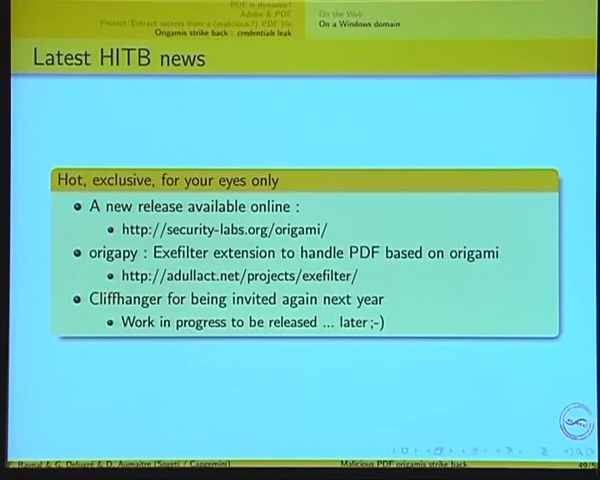 PDF is dynamic!
Adobe & PDF
Protect/Extract secrets from a (malicious?) PDF file
Origamis strike back : credentials leak
On the Web
On a Windows domain
Latest HITB news
Hot, exclusive, for your eyes only
A new release available online :
http://security-labs.org/origami/
origapy : Exefilter extension to handle PDF based on origami
http://adullact.net/projects/exefilter/
Cliffhanger for being invited again next year
Work in progress to be released ... later ;-)
F. Raynal & G. Delugré & D. Aumaitre (Sogeti / Capgemini)
Malicious PDF origamis strike back